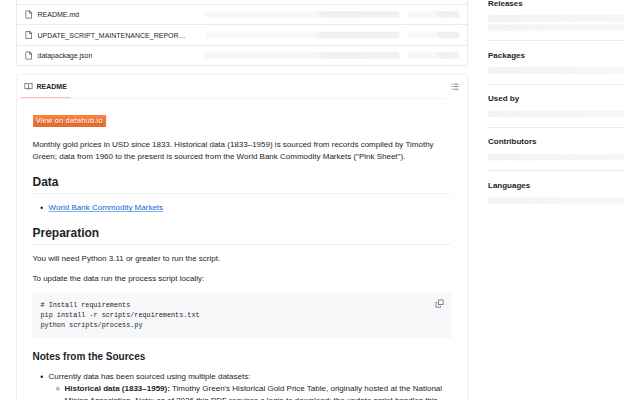 README.md
UPDATE_SCRIPT_MAINTENANCE_REPOR...
datapackage.json
README
View on datahub.io
Monthly gold prices in USD since 1833. Historical data (1833–1959) is sourced from records compiled by Timothy
Green; data from 1960 to the present is sourced from the World Bank Commodity Markets ("Pink Sheet").
Data
• World Bank Commodity Markets
Preparation
You will need Python 3.11 or greater to run the script.
To update the data run the process script locally:
# Install requirements
pip install -r scripts/requirements.txt
python scripts/process.py
Notes from the Sources
• Currently data has been sourced using multiple datasets:
○ Historical data (1833–1959): Timothy Green's Historical Gold Price Table, originally hosted at the National
Releases
Packages
Used by
Contributors
Languages